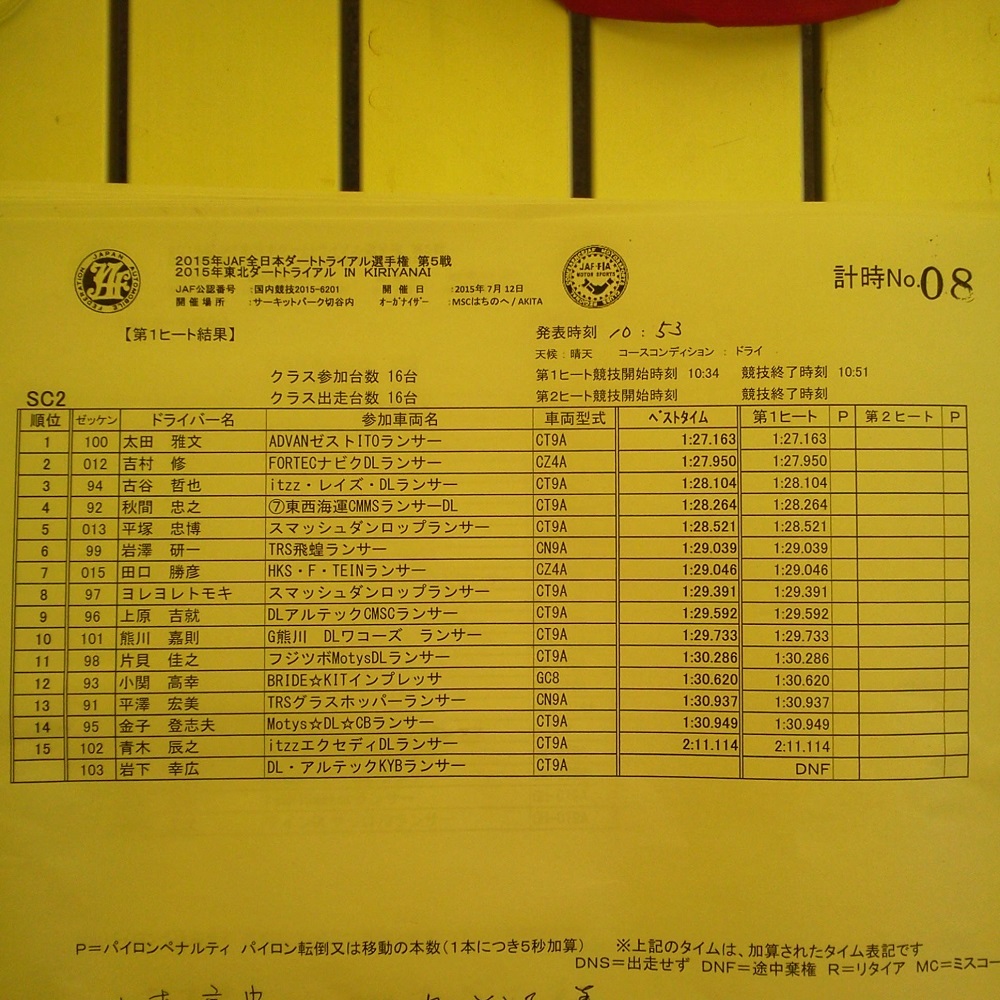 2015年JAF全日本ダートトライアル選手権 第5戦
2015年東北ダートトライアル IN KIRIYANAI
JAF公認番号 :国内競技2015-6201 開催日 :2015年 7月 12日
開催場所 :サーキットパーク切谷内 オーガナイザー :MSCはちのへ/AKITA
JAPAN AUTOMOBILE FEDERATION
JAF-FIA
MOTOR SPORTS
計時No.08
【第1ヒート結果】 発表時刻 10:53
天候:晴天 コースコンディション:ドライ
クラス参加台数 16台 第1ヒート競技開始時刻 10:34 競技終了時刻 10:51
SC2 クラス出走台数 16台 第2ヒート競技開始時刻 競技終了時刻
順位 ゼッケン ドライバー名 参加車両名 車両型式 ベストタイム 第1ヒート P 第2ヒート P
1 100 太田 雅文 ADVANゼストITOランサー CT9A 1:27.163 1:27.163
2 012 吉村 修 FORTECナビクDLランサー CZ4A 1:27.950 1:27.950
3 94 古谷 哲也 itzz・レイズ・DLランサー CT9A 1:28.104 1:28.104
4 92 秋間 忠之 ⑦東西海運CMMSランサーDL CT9A 1:28.264 1:28.264
5 013 平塚 忠博 スマッシュダンロップランサー CT9A 1:28.521 1:28.521
6 99 岩澤 研一 TRS飛蝗ランサー CN9A 1:29.039 1:29.039
7 015 田口 勝彦 HKS・F・TEINランサー CZ4A 1:29.046 1:29.046
8 97 ヨレヨレトモキ スマッシュダンロップランサー CT9A 1:29.391 1:29.391
9 96 上原 吉就 DLアルテックCMSCランサー CT9A 1:29.592 1:29.592
10 101 熊川 嘉則 G熊川 DLワコーズ ランサー CT9A 1:29.733 1:29.733
11 98 片貝 佳之 フジツボMotysDLランサー CT9A 1:30.286 1:30.286
12 93 小関 高幸 BRIDE☆KITインプレッサ GC8 1:30.620 1:30.620
13 91 平澤 宏美 TRSグラスホッパーランサー CN9A 1:30.937 1:30.937
14 95 金子 登志夫 Motys☆DL☆CBランサー CT9A 1:30.949 1:30.949
15 102 青木 辰之 itzzエクセディDLランサー CT9A 2:11.114 2:11.114
103 岩下 幸広 DL・アルテックKYBランサー CT9A DNF
P=パイロンペナルティ パイロン転倒又は移動の本数(1本につき5秒加算) ※上記のタイムは、加算されたタイム表記です
DNS=出走せず DNF=途中棄権 R=リタイア MC=ミスコー